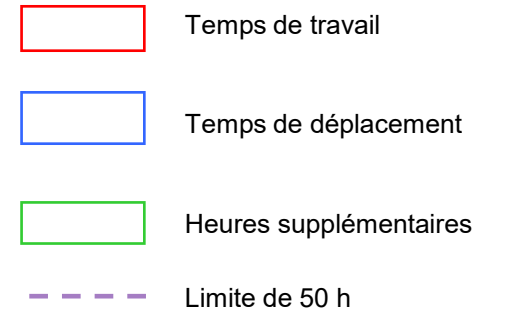 Temps de travail
Temps de déplacement
Heures supplémentaires
Limite de 50 h